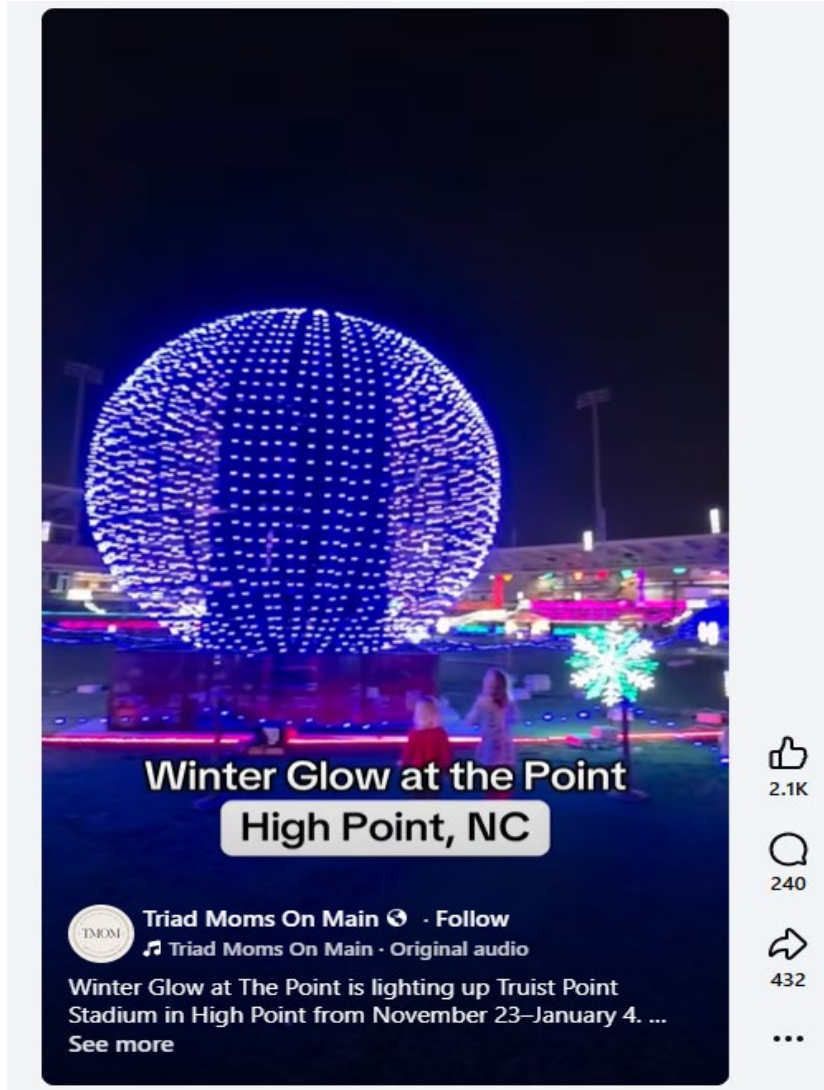 Winter Glow at the Point
High Point, NC
TMOM
Triad Moms On Main · Follow
Triad Moms On Main · Original audio
Winter Glow at The Point is lighting up Truist Point
Stadium in High Point from November 23–January 4. ...
See more
2.1K
240
432